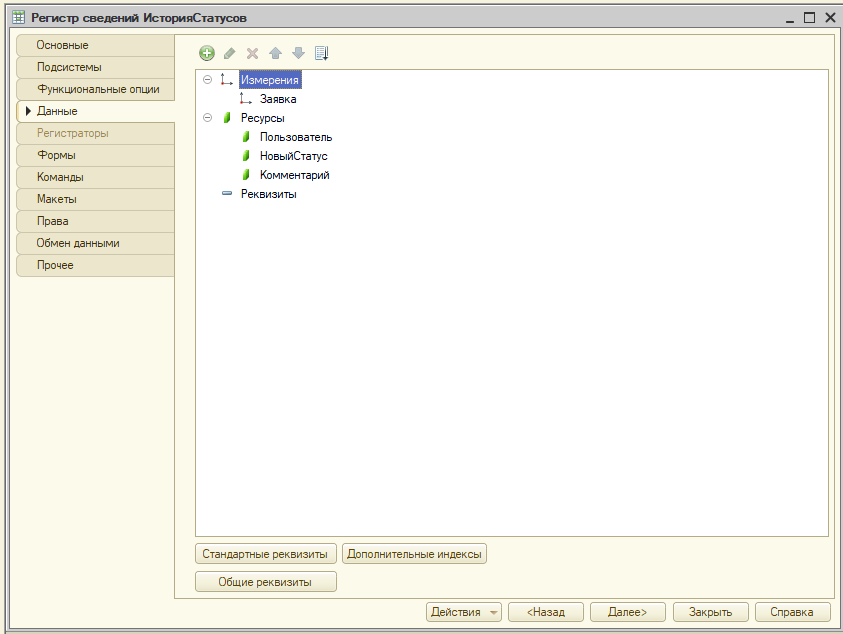 Регистр сведений ИсторияСтатусов
Основные
Подсистемы
Функциональные опции
Данные
Регистраторы
Формы
Команды
Макеты
Права
Обмен данными
Прочее
Измерения
Заявка
Ресурсы
Пользователь
НовыйСтатус
Комментарий
Реквизиты
Стандартные реквизиты
Дополнительные индексы
Общие реквизиты
Действия
<Назад
Далее>
Закрыть
Справка